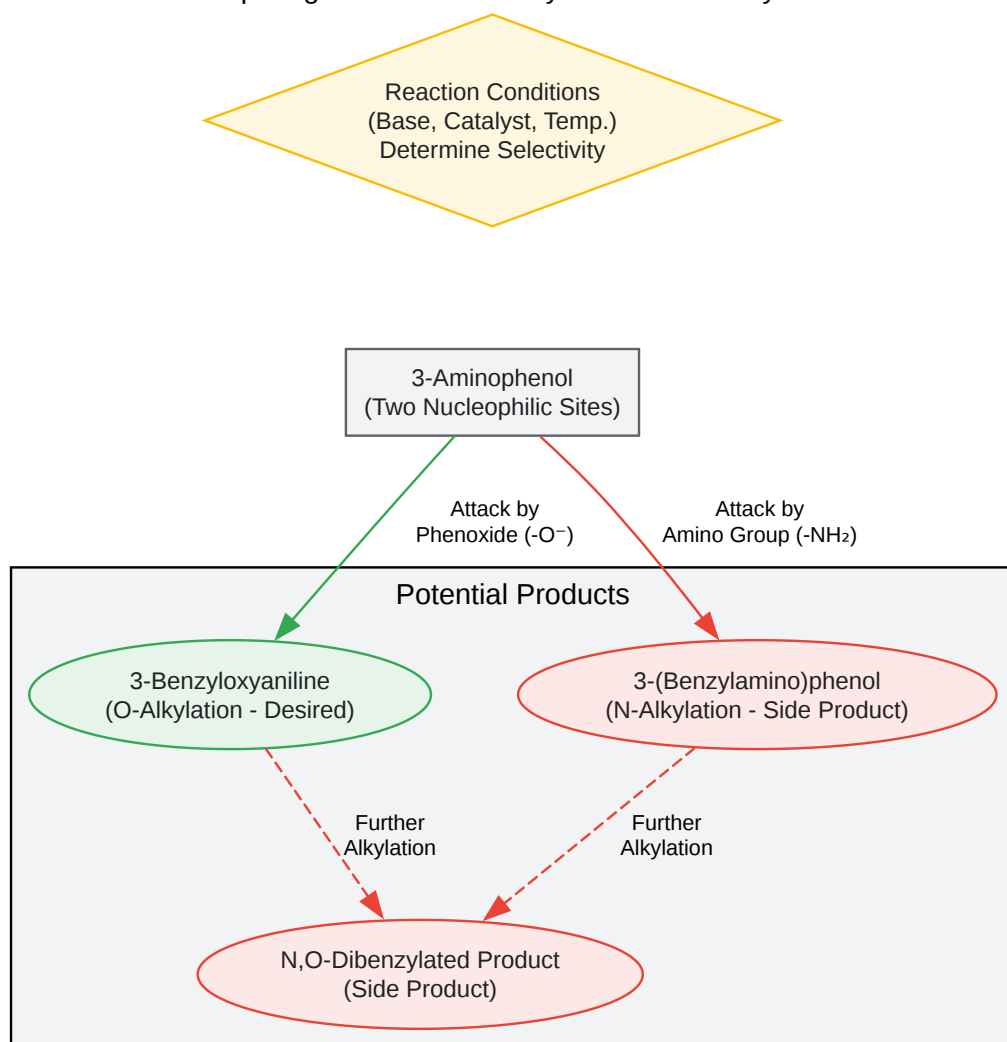 Reaction Conditions
(Base, Catalyst, Temp.)
Determine Selectivity
3-Aminophenol
(Two Nucleophilic Sites)
Attack by
Phenoxide (-O⁻)
Attack by
Amino Group (-NH₂)
Potential Products
3-Benzyloxyaniline
(O-Alkylation - Desired)
3-(Benzylamino)phenol
(N-Alkylation - Side Product)
Further
Alkylation
Further
Alkylation
N,O-Dibenzylated Product
(Side Product)